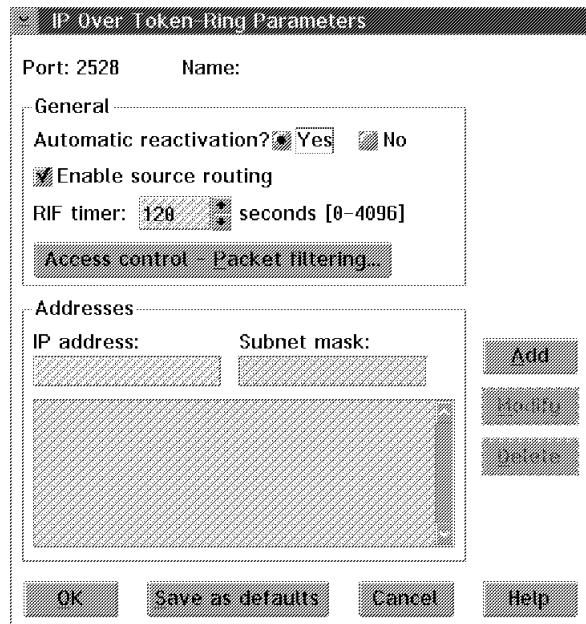 IP Over Token-Ring Parameters
Port: 2528 Name:
General
Automatic reactivation? Yes No
Enable source routing
RIF timer: 120 seconds [0-4096]
Access control - Packet filtering...
Addresses
IP address: Subnet mask:
Add
Modify
Delete
OK Save as defaults Cancel Help